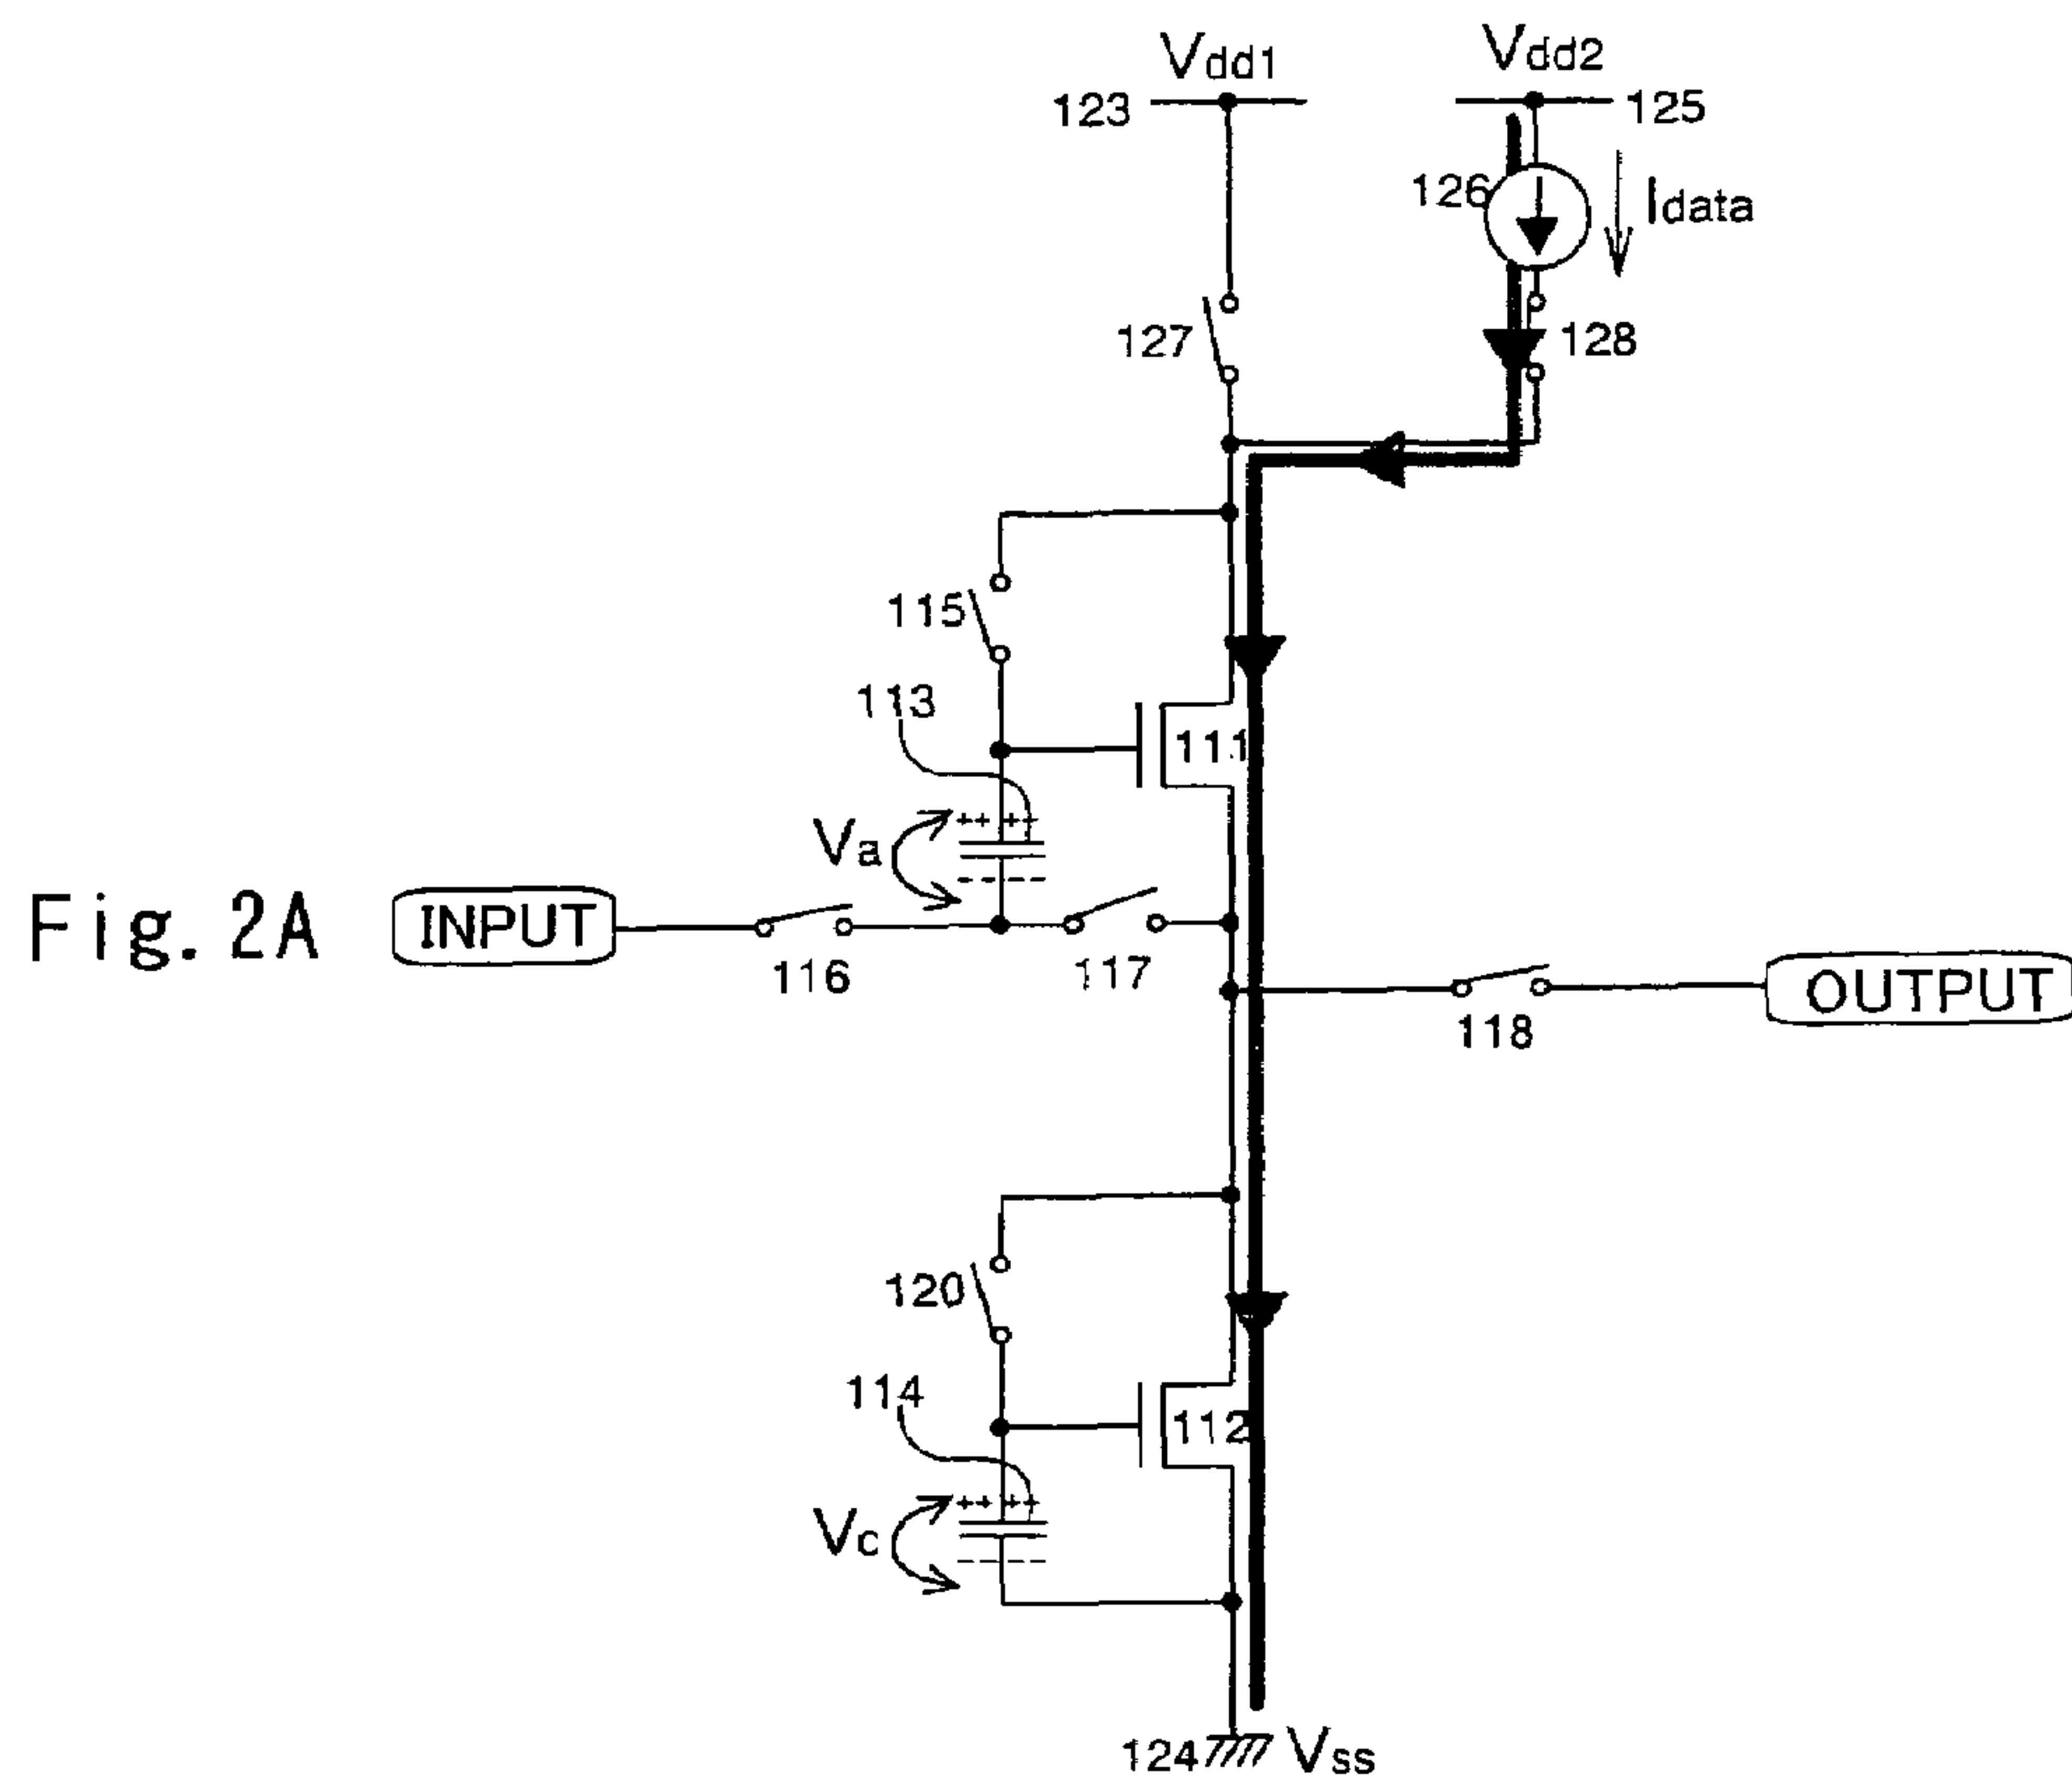 Vdd1
Vdd2
123
125
126
Idata
127
128
115
113
111
Va
Fig. 2A
INPUT
116
117
118
OUTPUT
120
114
112
Vc
124
Vss